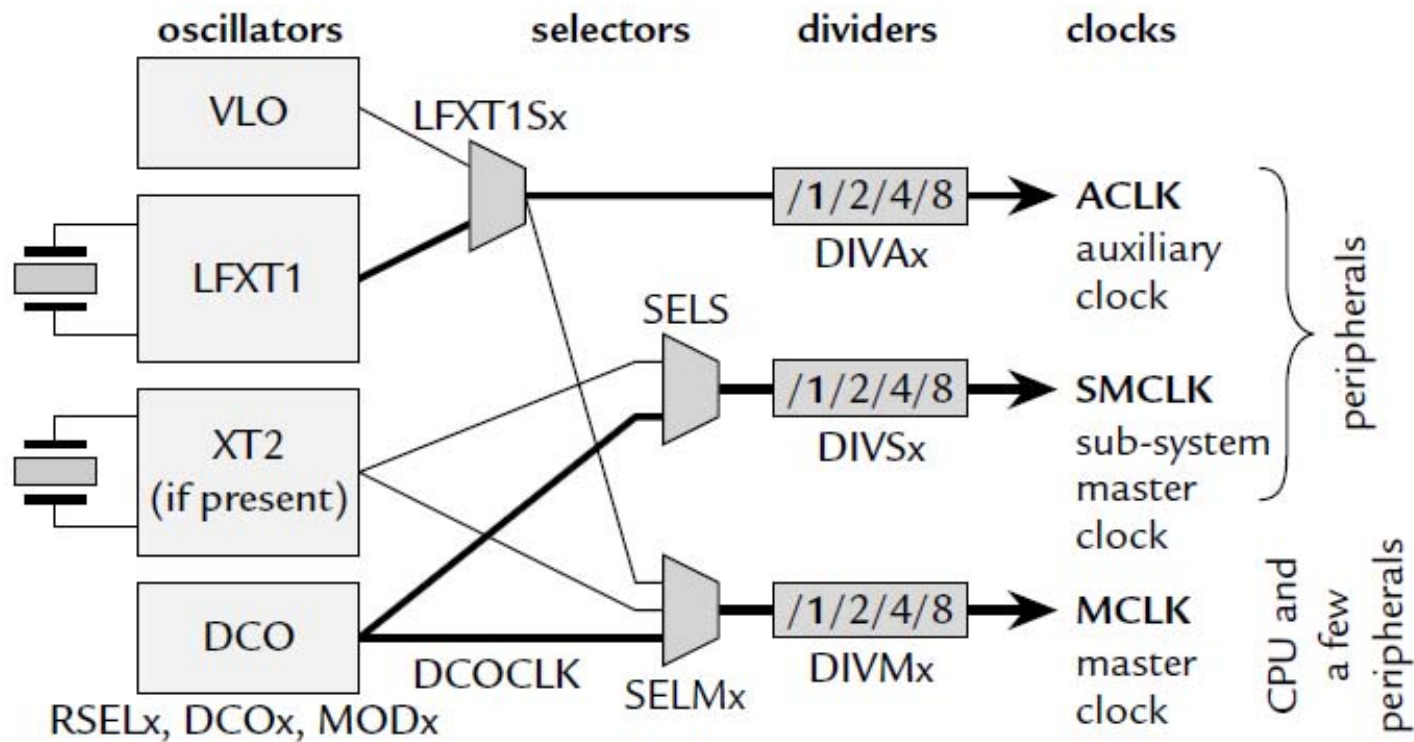 oscillators
selectors
dividers
clocks
VLO
LFXT1Sx
/1/2/4/8
DIVAx
ACLK
auxiliary
clock
LFXT1
SELS
/1/2/4/8
DIVSx
SMCLK
sub-system
master
clock
peripherals
XT2
(if present)
DCO
DCOCLK
RSELx, DCOx, MODx
SELMx
/1/2/4/8
DIVMx
MCLK
master
clock
CPU and
a few
peripherals